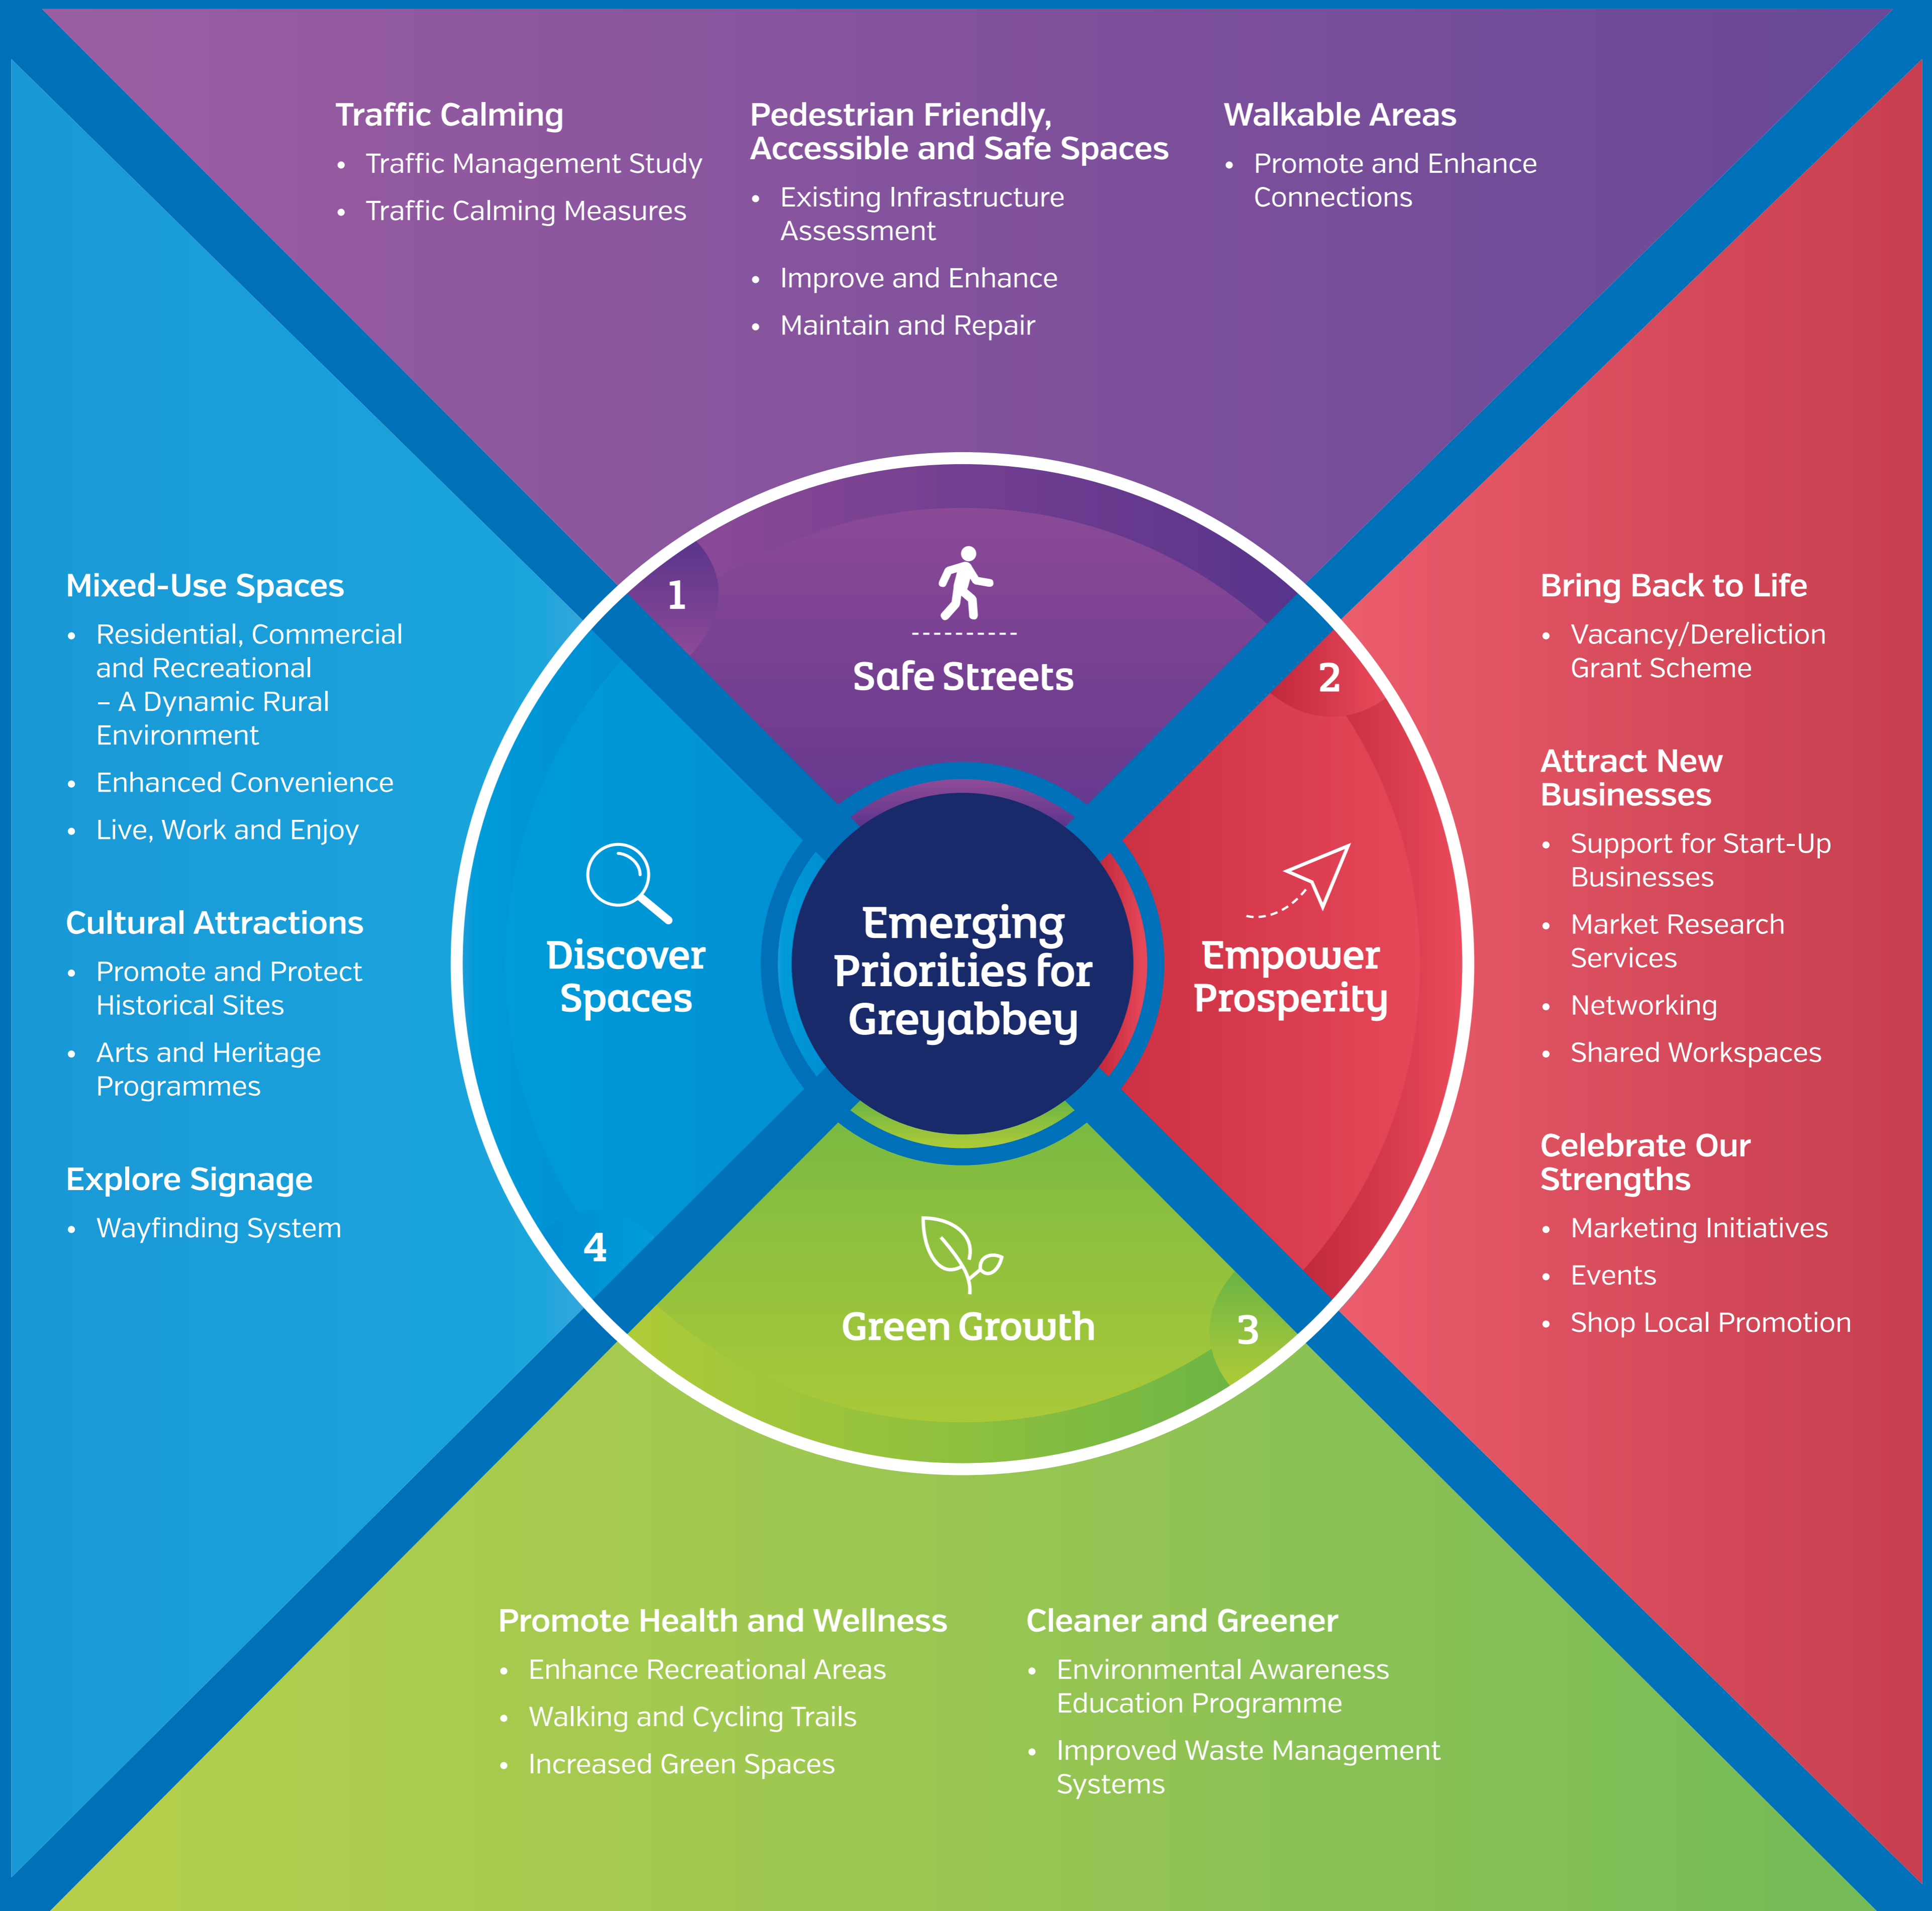 Traffic Calming
• Traffic Management Study
• Traffic Calming Measures
Pedestrian Friendly,
Accessible and Safe Spaces
• Existing Infrastructure
Assessment
• Improve and Enhance
• Maintain and Repair
Walkable Areas
• Promote and Enhance
Connections
1
Safe Streets
2
Empower
Prosperity
Bring Back to Life
• Vacancy/Dereliction
Grant Scheme
Attract New
Businesses
• Support for Start-Up
Businesses
• Market Research
Services
• Networking
• Shared Workspaces
Celebrate Our
Strengths
• Marketing Initiatives
• Events
• Shop Local Promotion
Emerging
Priorities for
Greyabbey
3
Green Growth
Promote Health and Wellness
• Enhance Recreational Areas
• Walking and Cycling Trails
• Increased Green Spaces
Cleaner and Greener
• Environmental Awareness
Education Programme
• Improved Waste Management
Systems
4
Discover
Spaces
Mixed-Use Spaces
• Residential, Commercial
and Recreational
– A Dynamic Rural
Environment
• Enhanced Convenience
• Live, Work and Enjoy
Cultural Attractions
• Promote and Protect
Historical Sites
• Arts and Heritage
Programmes
Explore Signage
• Wayfinding System